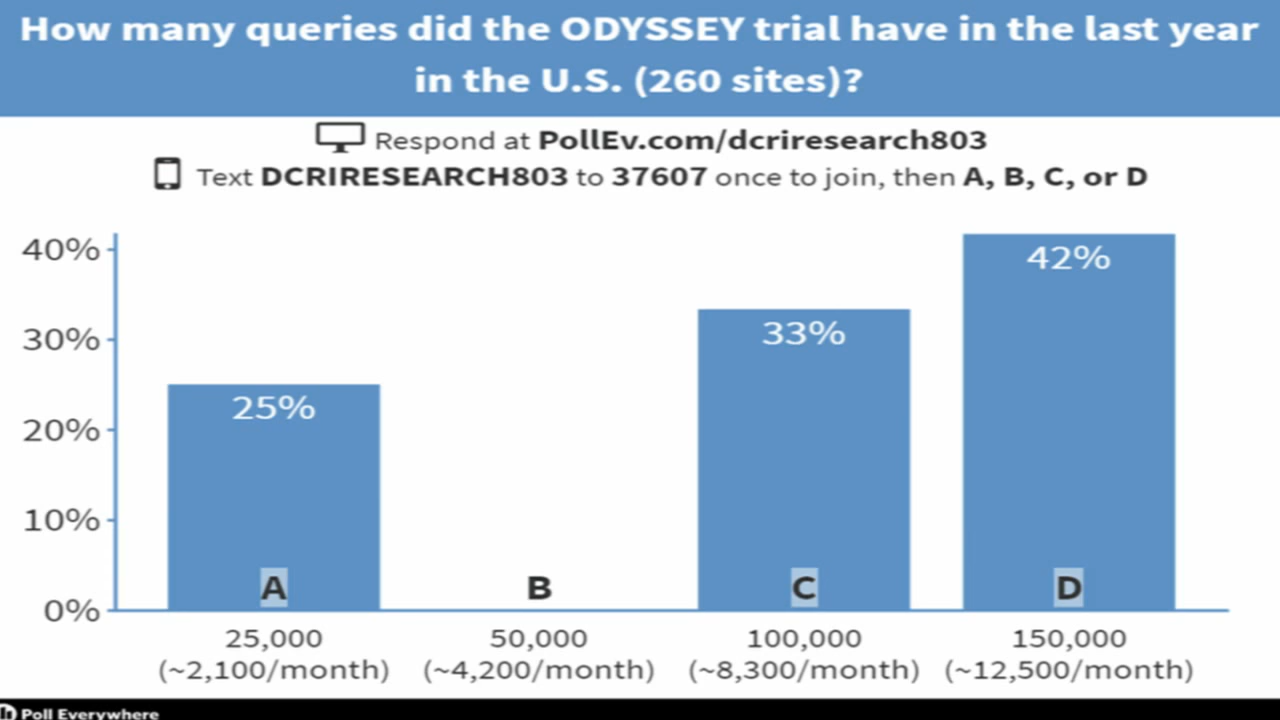 How many queries did the ODYSSEY trial have in the last year
in the U.S. (260 sites)?
Respond at PollEv.com/dcriresearch803
Text DCRIRESEARCH803 to 37607 once to join, then A, B, C, or D
40%
30%
20%
10%
0%
25%
33%
42%
A
B
C
D
25,000
(~2,100/month)
50,000
(~4,200/month)
100,000
(~8,300/month)
150,000
(~12,500/month)
Poll Everywhere